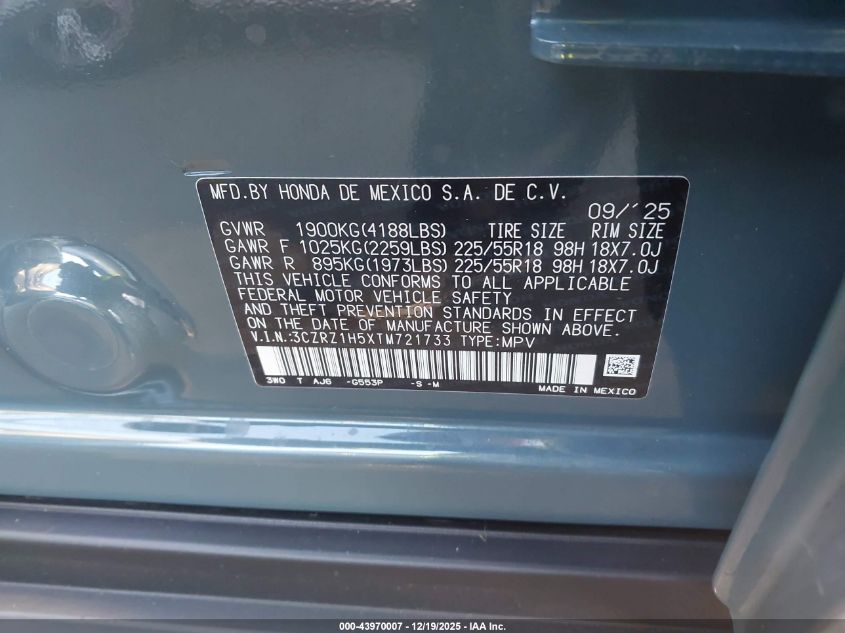 MFD.BY HONDA DE MEXICO S.A. DE C.V.
09/'25
GVWR 1900KG(4188LBS) TIRE SIZE RIM SIZE
GAWR F 1025KG(2259LBS) 225/55R18 98H 18X7.0J
GAWR R 895KG(1973LBS) 225/55R18 98H 18X7.0J
THIS VEHICLE CONFORMS TO ALL APPLICABLE
FEDERAL MOTOR VEHICLE SAFETY
AND THEFT PREVENTION STANDARDS IN EFFECT
ON THE DATE OF MANUFACTURE SHOWN ABOVE.
V.I.N.:3CZRZ1H5XTM721733 TYPE:MPV
3W0 T AJ6 -G553P -S -M MADE IN MEXICO
000-43970007 - 12/19/2025 - IAA Inc.